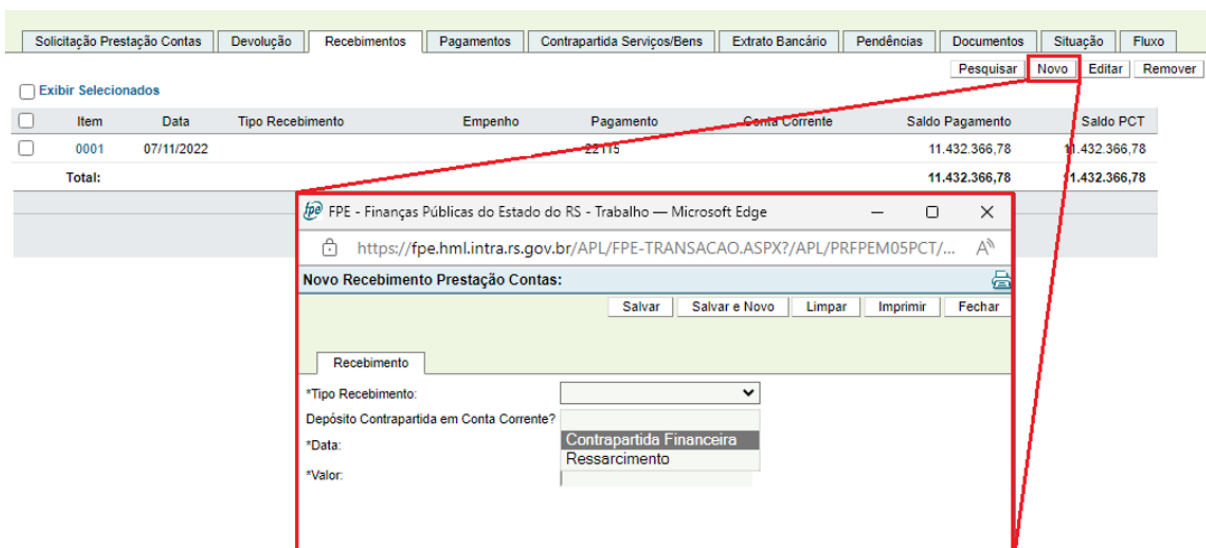 Solicitação Prestação Contas Devolução Recebimentos Pagamentos Contrapartida Serviços/Bens Extrato Bancário Pendências Documentos Situação Fluxo
Pesquisar Novo Editar Remover
Exibir Selecionados
Item Data Tipo Recebimento Empenho Pagamento Conta Corrente Saldo Pagamento Saldo PCT
0001 07/11/2022 22115 11.432.366,78 11.432.366,78
Total: 11.432.366,78 11.432.366,78
fpe FPE - Finanças Públicas do Estado do RS - Trabalho — Microsoft Edge
https://fpe.hml.intra.rs.gov.br/APL/FPE-TRANSACAO.ASPX?/APL/PRFPEM05PCT/...
Novo Recebimento Prestação Contas:
Salvar Salvar e Novo Limpar Imprimir Fechar
Recebimento
*Tipo Recebimento:
Depósito Contrapartida em Conta Corrente?
Contrapartida Financeira
*Data:
Ressarcimento
*Valor: